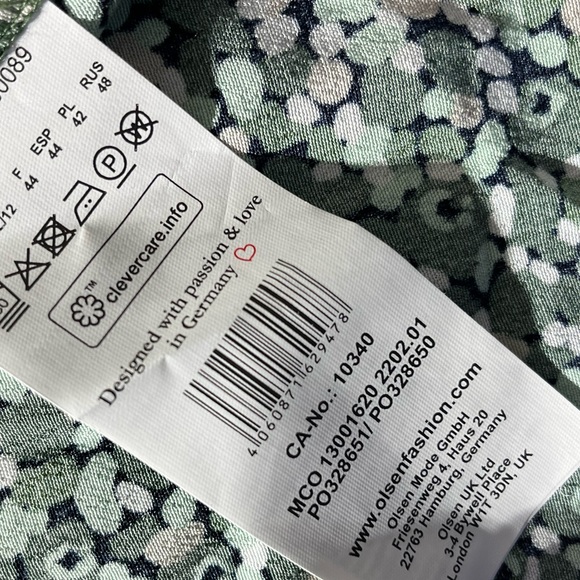 0089
RUS
48
PL
42
ESP
44
F
44
/12
P
W
™
clevercare.info
Designed with passion & love
in Germany ♡
4060871629478
CA-No.: 10340
MCO 13001620 2202.01
PO328651/ PO328650
www.olsenfashion.com
Olsen Mode GmbH
Friesenweg 4, Haus 20
22763 Hamburg, Germany
Olsen UK Ltd
3-4 Bywell Place
London W1T 3DN, UK